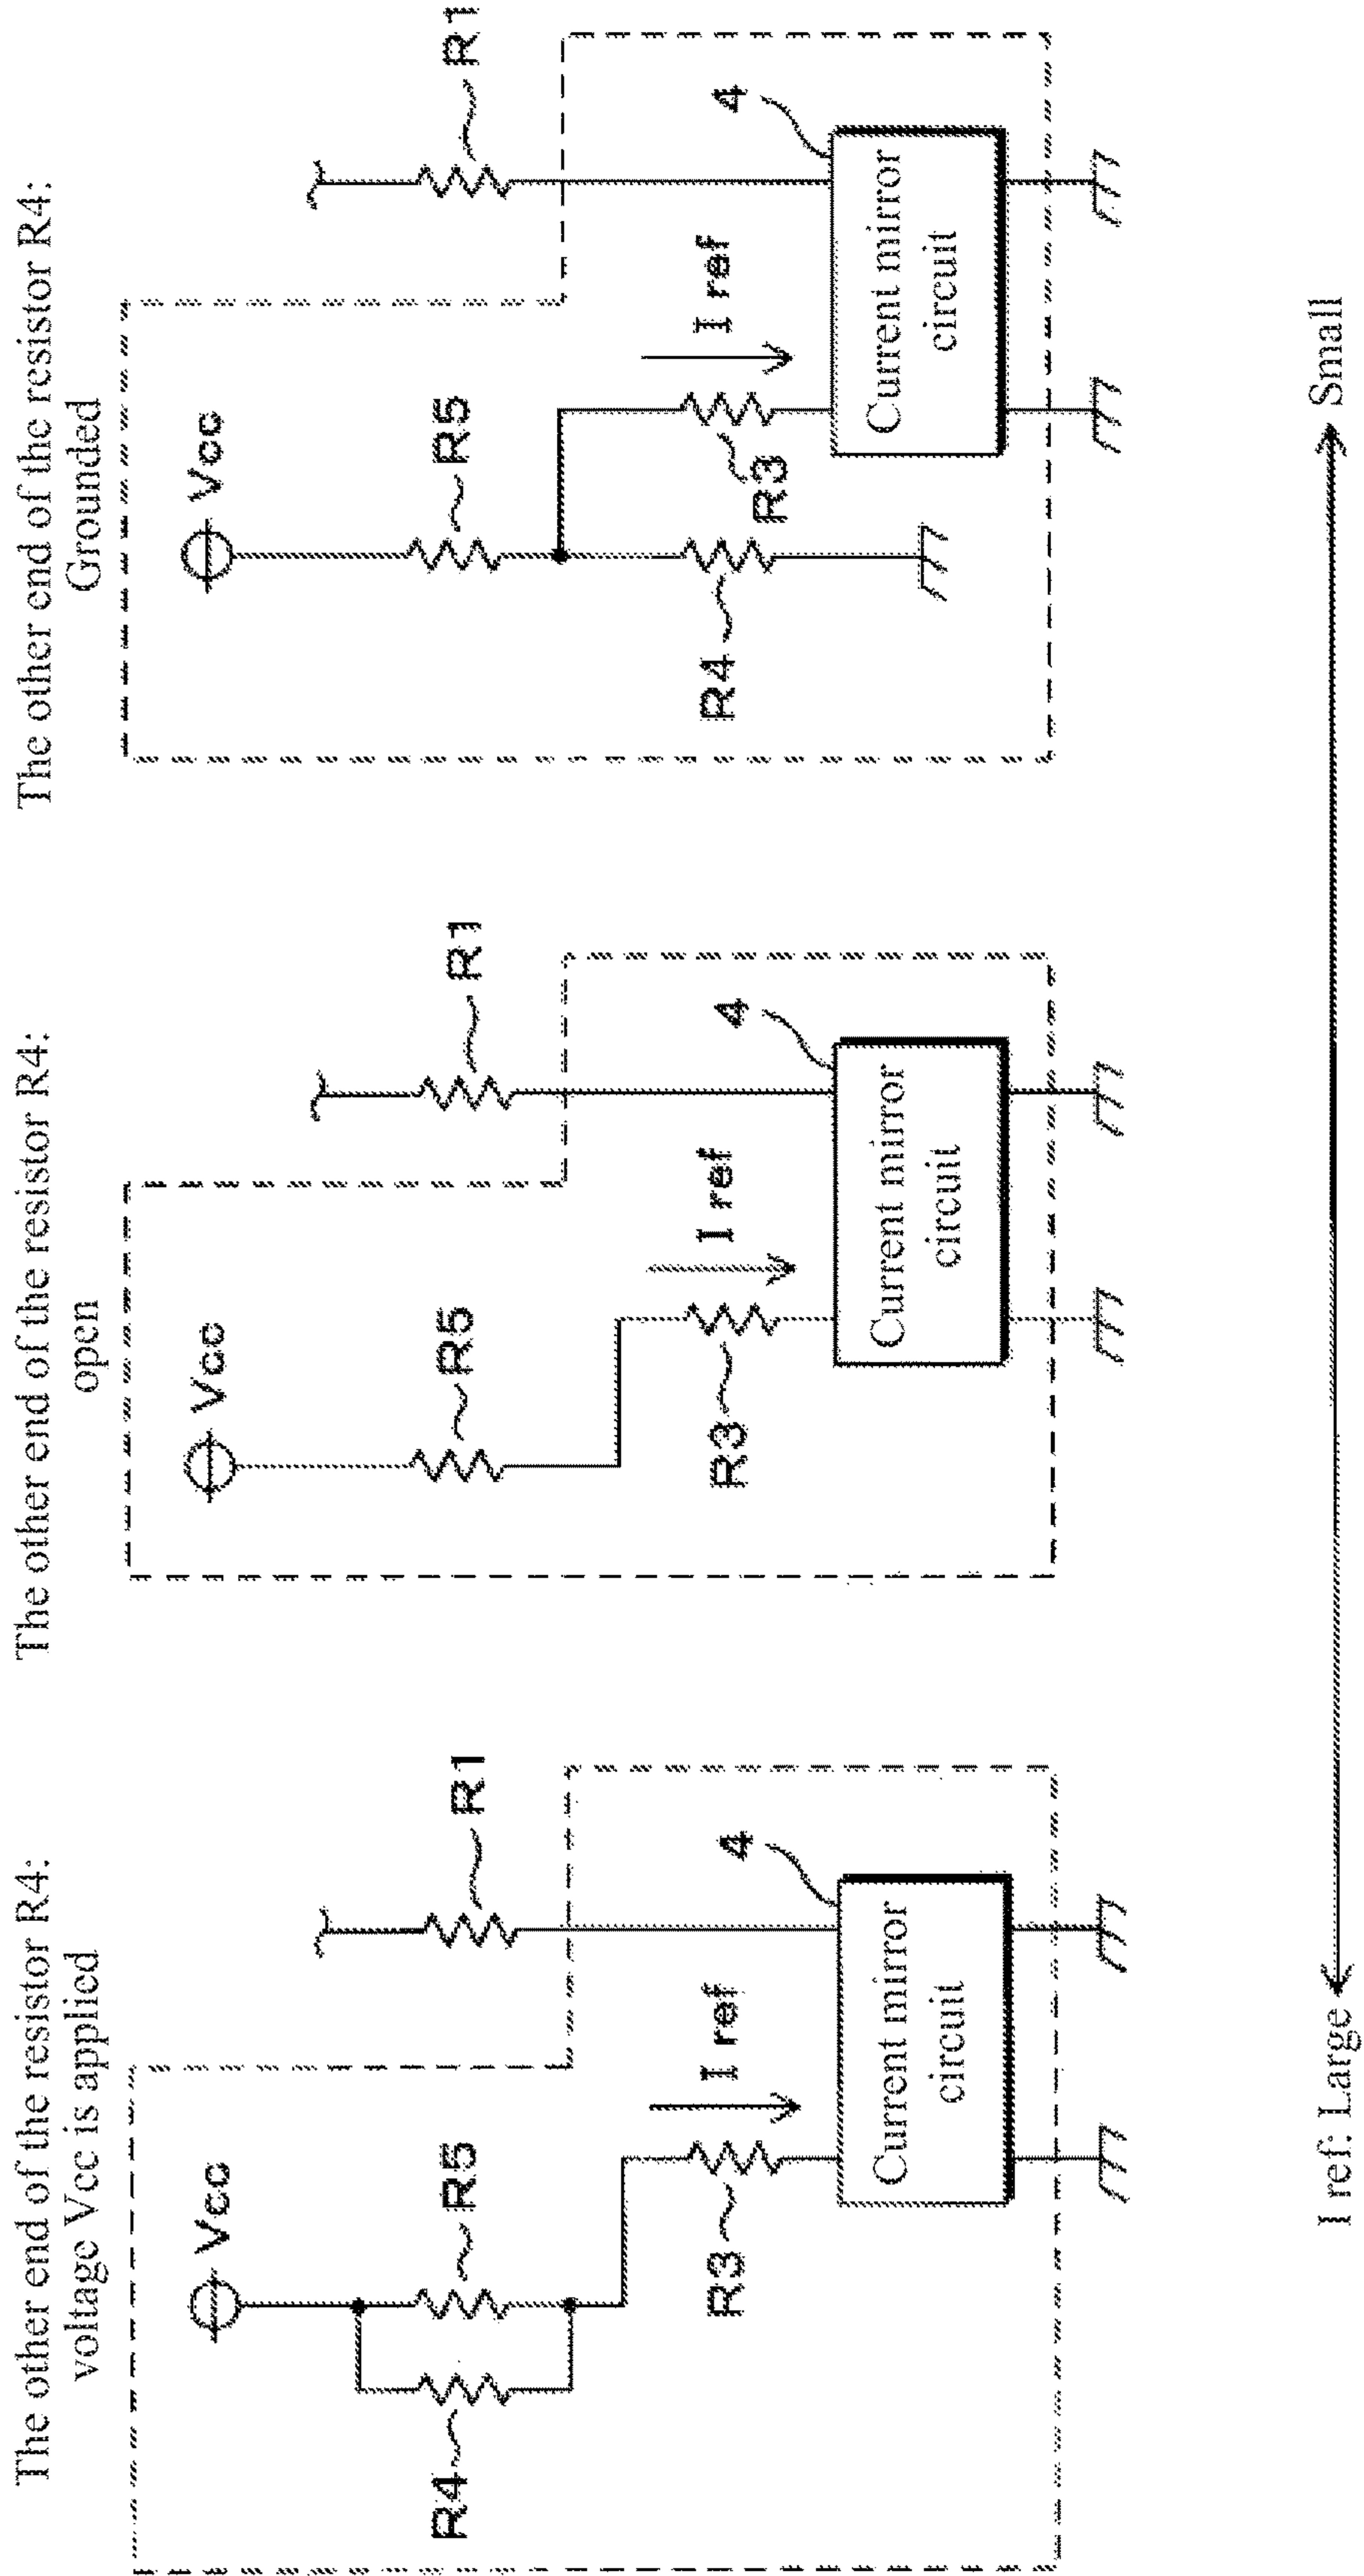 The other end of the resistor R4:
voltage Vcc is applied
Vcc
R4
R5
R1
R3
I ref
4
Current mirror
circuit
The other end of the resistor R4:
open
Vcc
R5
R1
R3
I ref
4
Current mirror
circuit
The other end of the resistor R4:
Grounded
Vcc
R5
R1
R4
R3
I ref
4
Current mirror
circuit
I ref: Large
Small